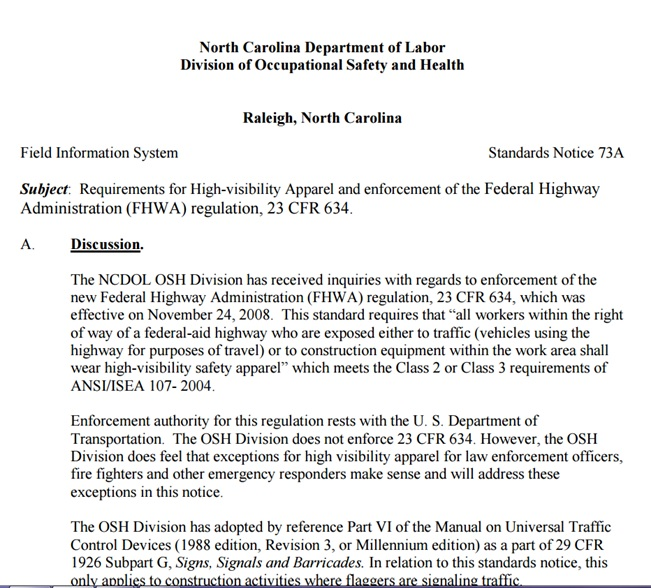 North Carolina Department of Labor
Division of Occupational Safety and Health
Raleigh, North Carolina
Field Information System Standards Notice 73A
Subject: Requirements for High-visibility Apparel and enforcement of the Federal Highway
Administration (FHWA) regulation, 23 CFR 634.
A. Discussion.
The NCDOL OSH Division has received inquiries with regards to enforcement of the
new Federal Highway Administration (FHWA) regulation, 23 CFR 634, which was
effective on November 24, 2008. This standard requires that “all workers within the right
of way of a federal-aid highway who are exposed either to traffic (vehicles using the
highway for purposes of travel) or to construction equipment within the work area shall
wear high-visibility safety apparel” which meets the Class 2 or Class 3 requirements of
ANSI/ISEA 107- 2004.
Enforcement authority for this regulation rests with the U. S. Department of
Transportation. The OSH Division does not enforce 23 CFR 634. However, the OSH
Division does feel that exceptions for high visibility apparel for law enforcement officers,
fire fighters and other emergency responders make sense and will address these
exceptions in this notice.
The OSH Division has adopted by reference Part VI of the Manual on Universal Traffic
Control Devices (1988 edition, Revision 3, or Millennium edition) as a part of 29 CFR
1926 Subpart G, Signs, Signals and Barricades. In relation to this standards notice, this
only applies to construction activities where flaggers are signaling traffic.